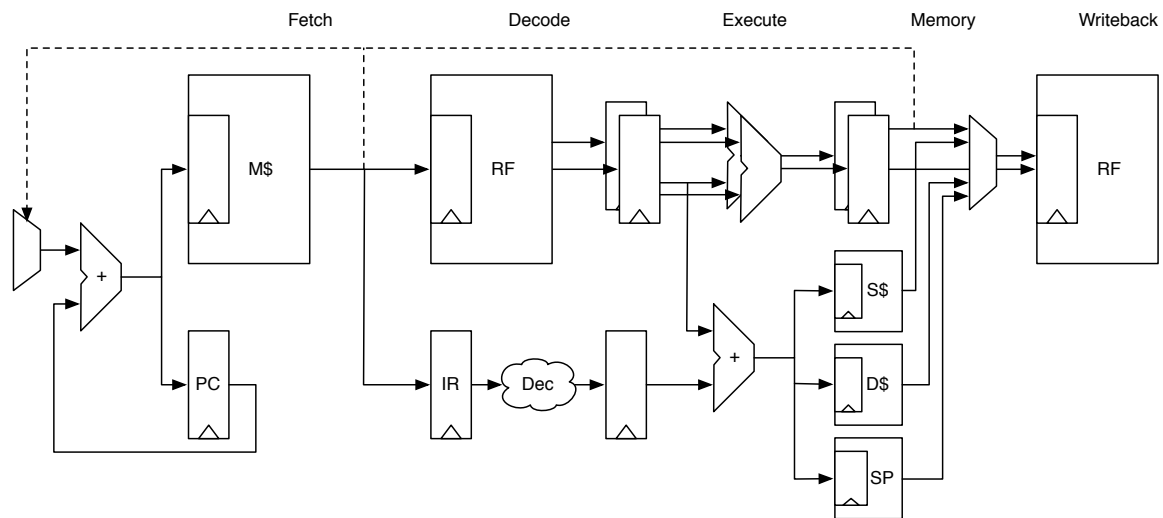 Fetch Decode Execute Memory Writeback
M$ RF RF
+
S$
PC IR Dec + D$
SP